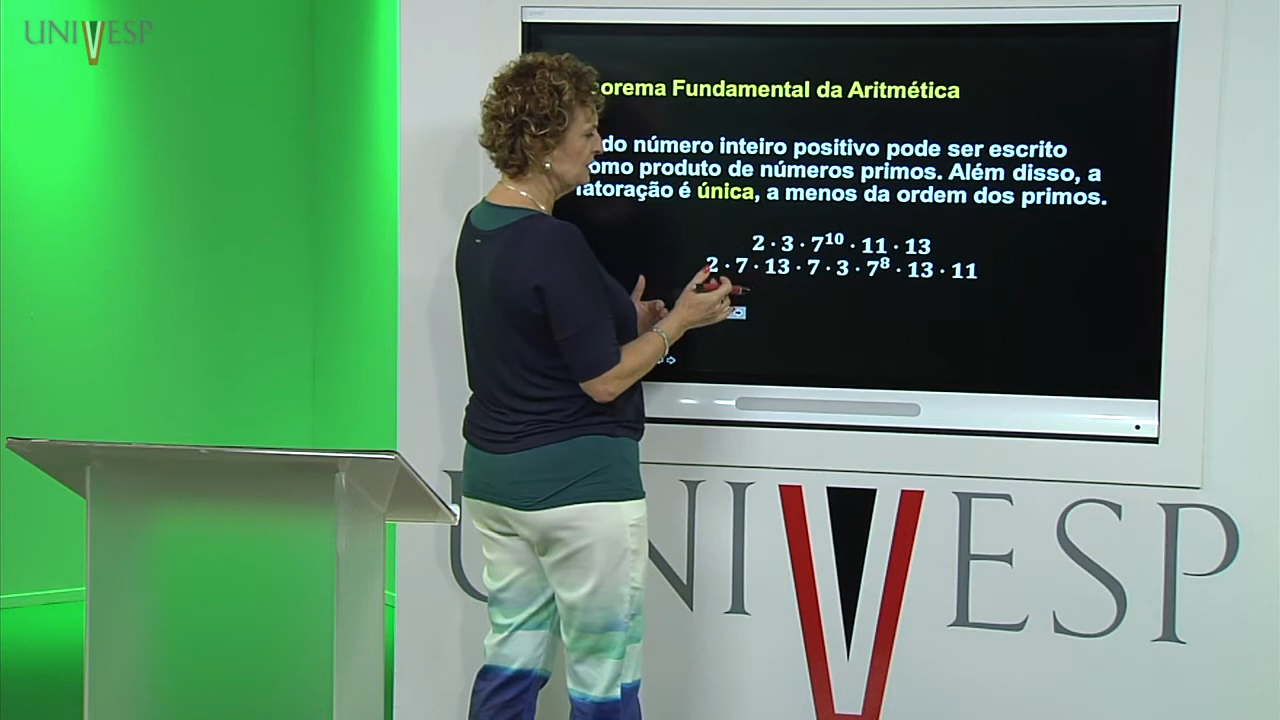 UNIVESP
orema Fundamental da Aritmética
do número inteiro positivo pode ser escrito
omo produto de números primos. Além disso, a
fatoração é única, a menos da ordem dos primos.
2 · 3 · 7¹⁰ · 11 · 13
2 · 7 · 13 · 7 · 3 · 7⁸ · 13 · 11
UNIVESP